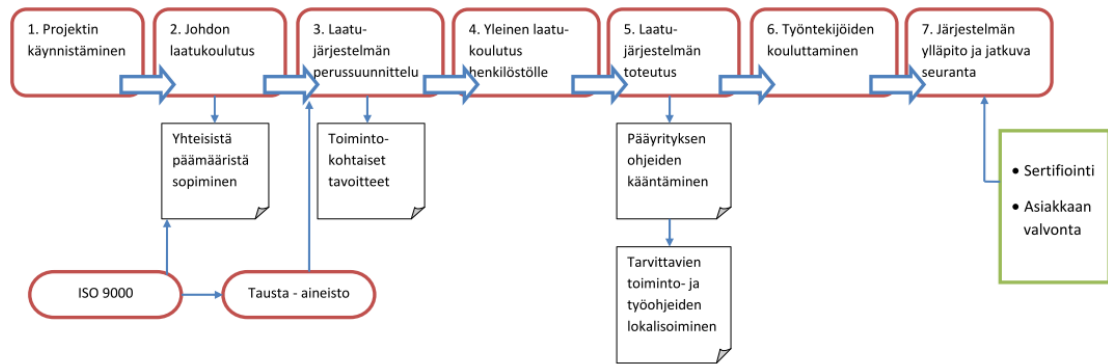 1. Projektin
käynnistäminen
2. Johdon
laatukoulutus
3. Laatu-
järjestelmän
perussuunnittelu
4. Yleinen laatu-
koulutus
henkilöstölle
5. Laatu-
järjestelmän
toteutus
6. Työntekijöiden
kouluttaminen
7. Järjestelmän
ylläpito ja jatkuva
seuranta
Yhteisistä
päämääristä
sopiminen
Toiminto-
kohtaiset
tavoitteet
Pääyrityksen
ohjeiden
kääntäminen
• Sertifiointi
• Asiakkaan
valvonta
ISO 9000
Tausta - aineisto
Tarvittavien
toiminto- ja
työohjeiden
lokalisoiminen